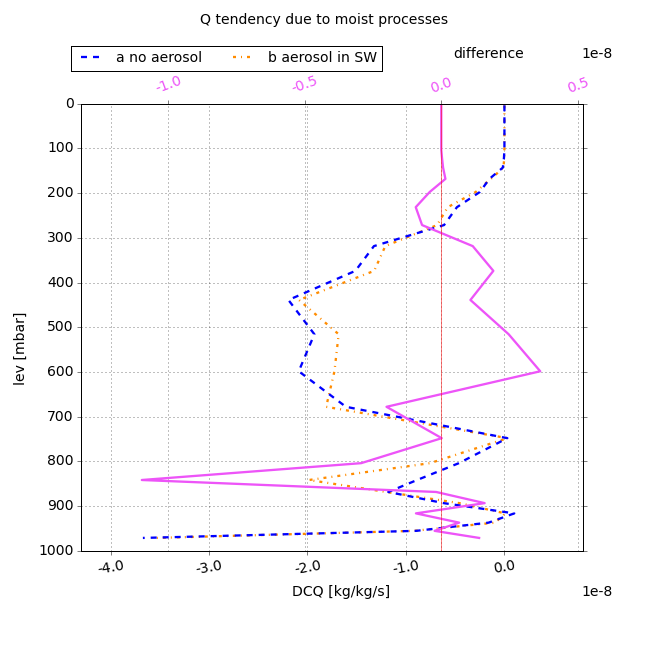 Q tendency due to moist processes
a no aerosol b aerosol in SW difference 1e-8
-1.0 -0.5 0.0 0.5
0
100
200
300
400
500
600
700
800
900
1000
lev [mbar]
-4.0 -3.0 -2.0 -1.0 0.0
DCQ [kg/kg/s] 1e-8